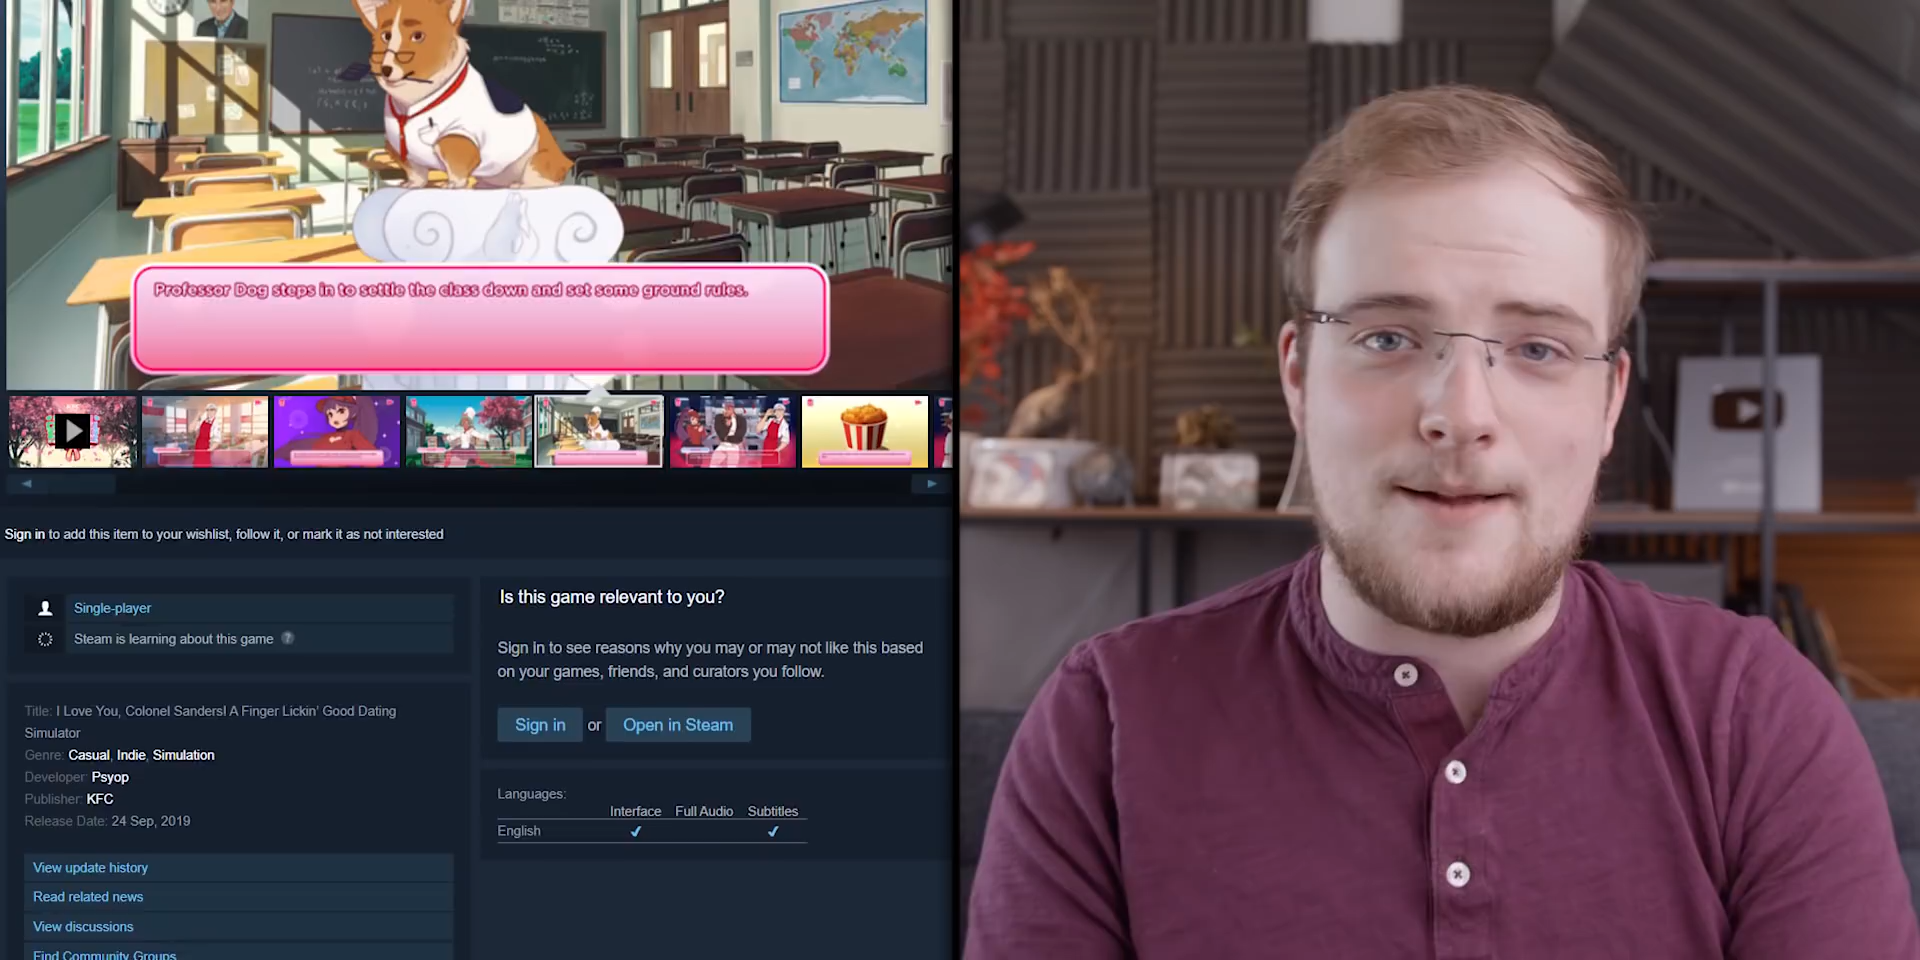 Professor Dog steps in to settle the class down and set some ground rules.
Sign in to add this item to your wishlist, follow it, or mark it as not interested
Single-player
Steam is learning about this game ?
Title: I Love You, Colonel Sanders! A Finger Lickin' Good Dating
Simulator
Genre: Casual, Indie, Simulation
Developer: Psyop
Publisher: KFC
Release Date: 24 Sep, 2019
View update history
Read related news
View discussions
Find Community Groups
Is this game relevant to you?
Sign In to see reasons why you may or may not like this based
on your games, friends, and curators you follow.
Sign in or Open in Steam
Languages:
Interface Full Audio Subtitles
English ✔ ✔